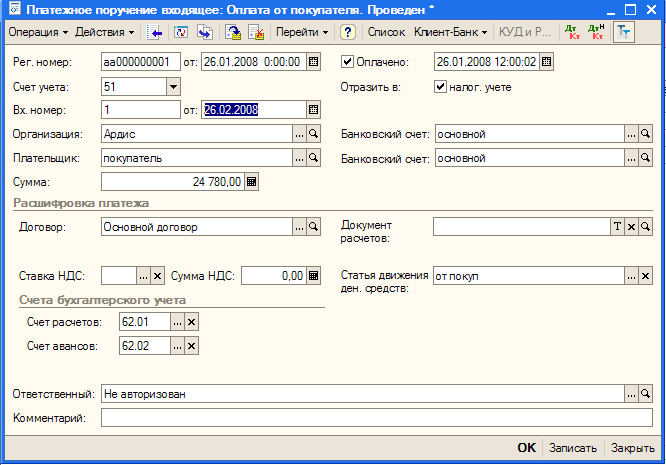 Платежное поручение входящее: Оплата от покупателя. Проведен *
Операция Действия Перейти ? Список Клиент-Банк КУД и Р... Дт Кт Дт Н Кт Тт
Рег. номер: аа000000001 от: 26.01.2008 0:00:00 Оплачено: 26.01.2008 12:00:02
Счет учета: 51 Отразить в: налог. учете
Вх. номер: 1 от: 26.02.2008
Организация: Ардис ... Банковский счет: основной ...
Плательщик: покупатель ... Банковский счет: основной ...
Сумма: 24 780,00
Расшифровка платежа
Договор: Основной договор ... Документ расчетов: T x
Ставка НДС: ... x Сумма НДС: 0,00 Статья движения ден. средств: от покуп ... x
Счета бухгалтерского учета
Счет расчетов: 62.01 ... x
Счет авансов: 62.02 ... x
Ответственный: Не авторизован ...
Комментарий:
OK Записать Закрыть